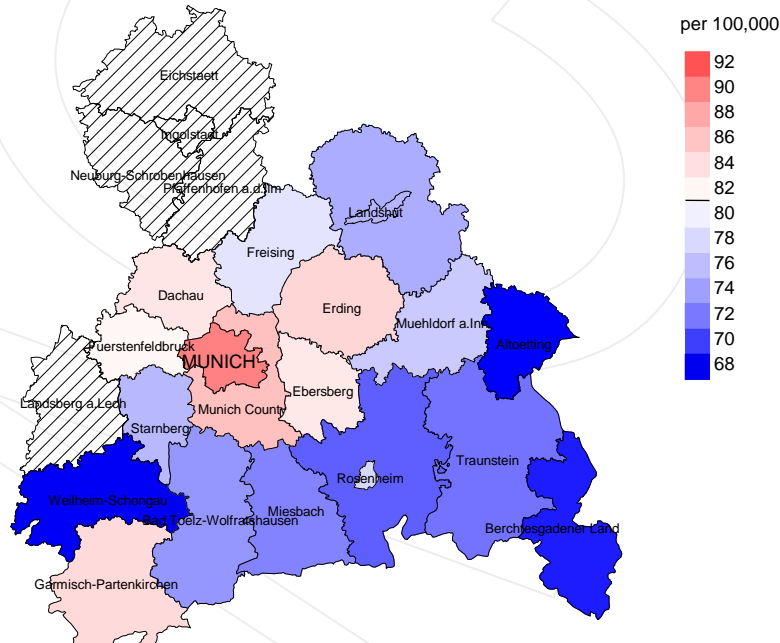 per 100,000
92
90
88
86
84
82
80
78
76
74
72
70
68
Eichstaett
Ingolstadt
Neuburg-Schrobenhausen
Pfaffenhofen a.d.Ilm
Landshut
Freising
Dachau
Erding
Muehldorf a.Inn
Altoetting
Fuerstenfeldbruck
MUNICH
Ebersberg
Landsberg a.Lech
Munich County
Starnberg
Traunstein
Rosenheim
Weilheim-Schongau
Miesbach
Bad Toelz-Wolfratshausen
Berchtesgadener Land
Garmisch-Partenkirchen